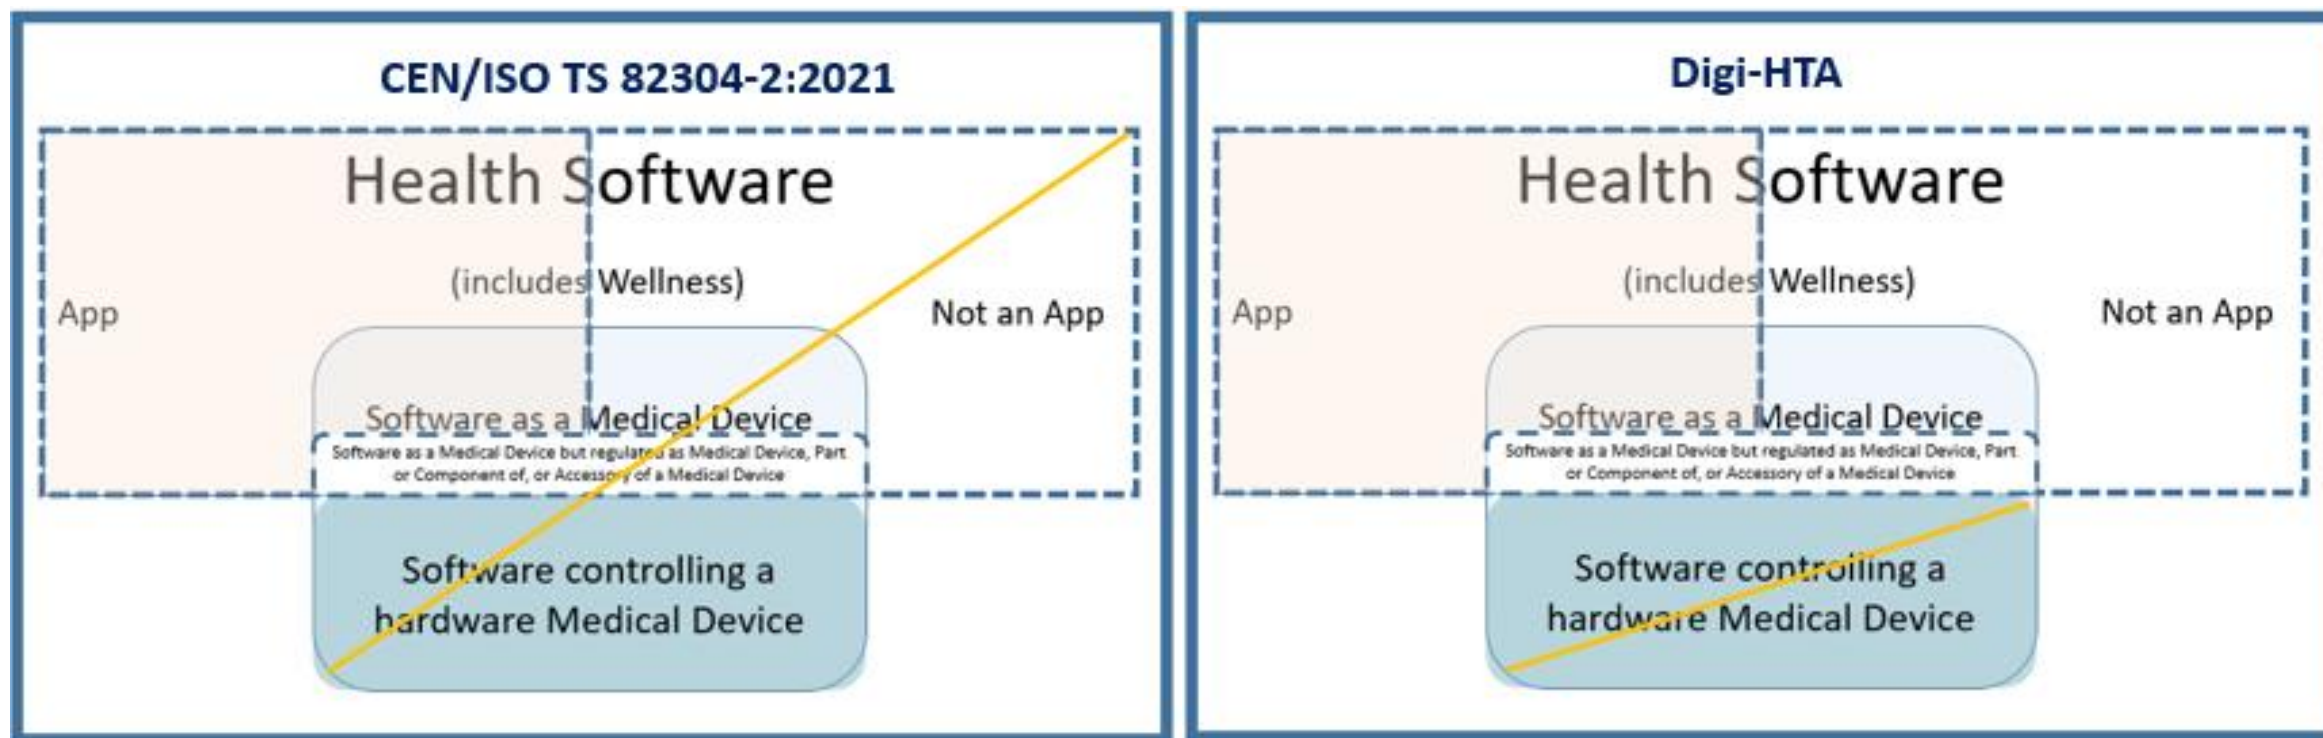 CEN/ISO TS 82304-2:2021
Health Software
(includes Wellness)
App
Not an App
Software as a Medical Device
Software as a Medical Device but regulated as Medical Device, Part
or Component of, or Accessory of a Medical Device
Software controlling a
hardware Medical Device
Digi-HTA
Health Software
(includes Wellness)
App
Not an App
Software as a Medical Device
Software as a Medical Device but regulated as Medical Device, Part
or Component of, or Accessory of a Medical Device
Software controlling a
hardware Medical Device